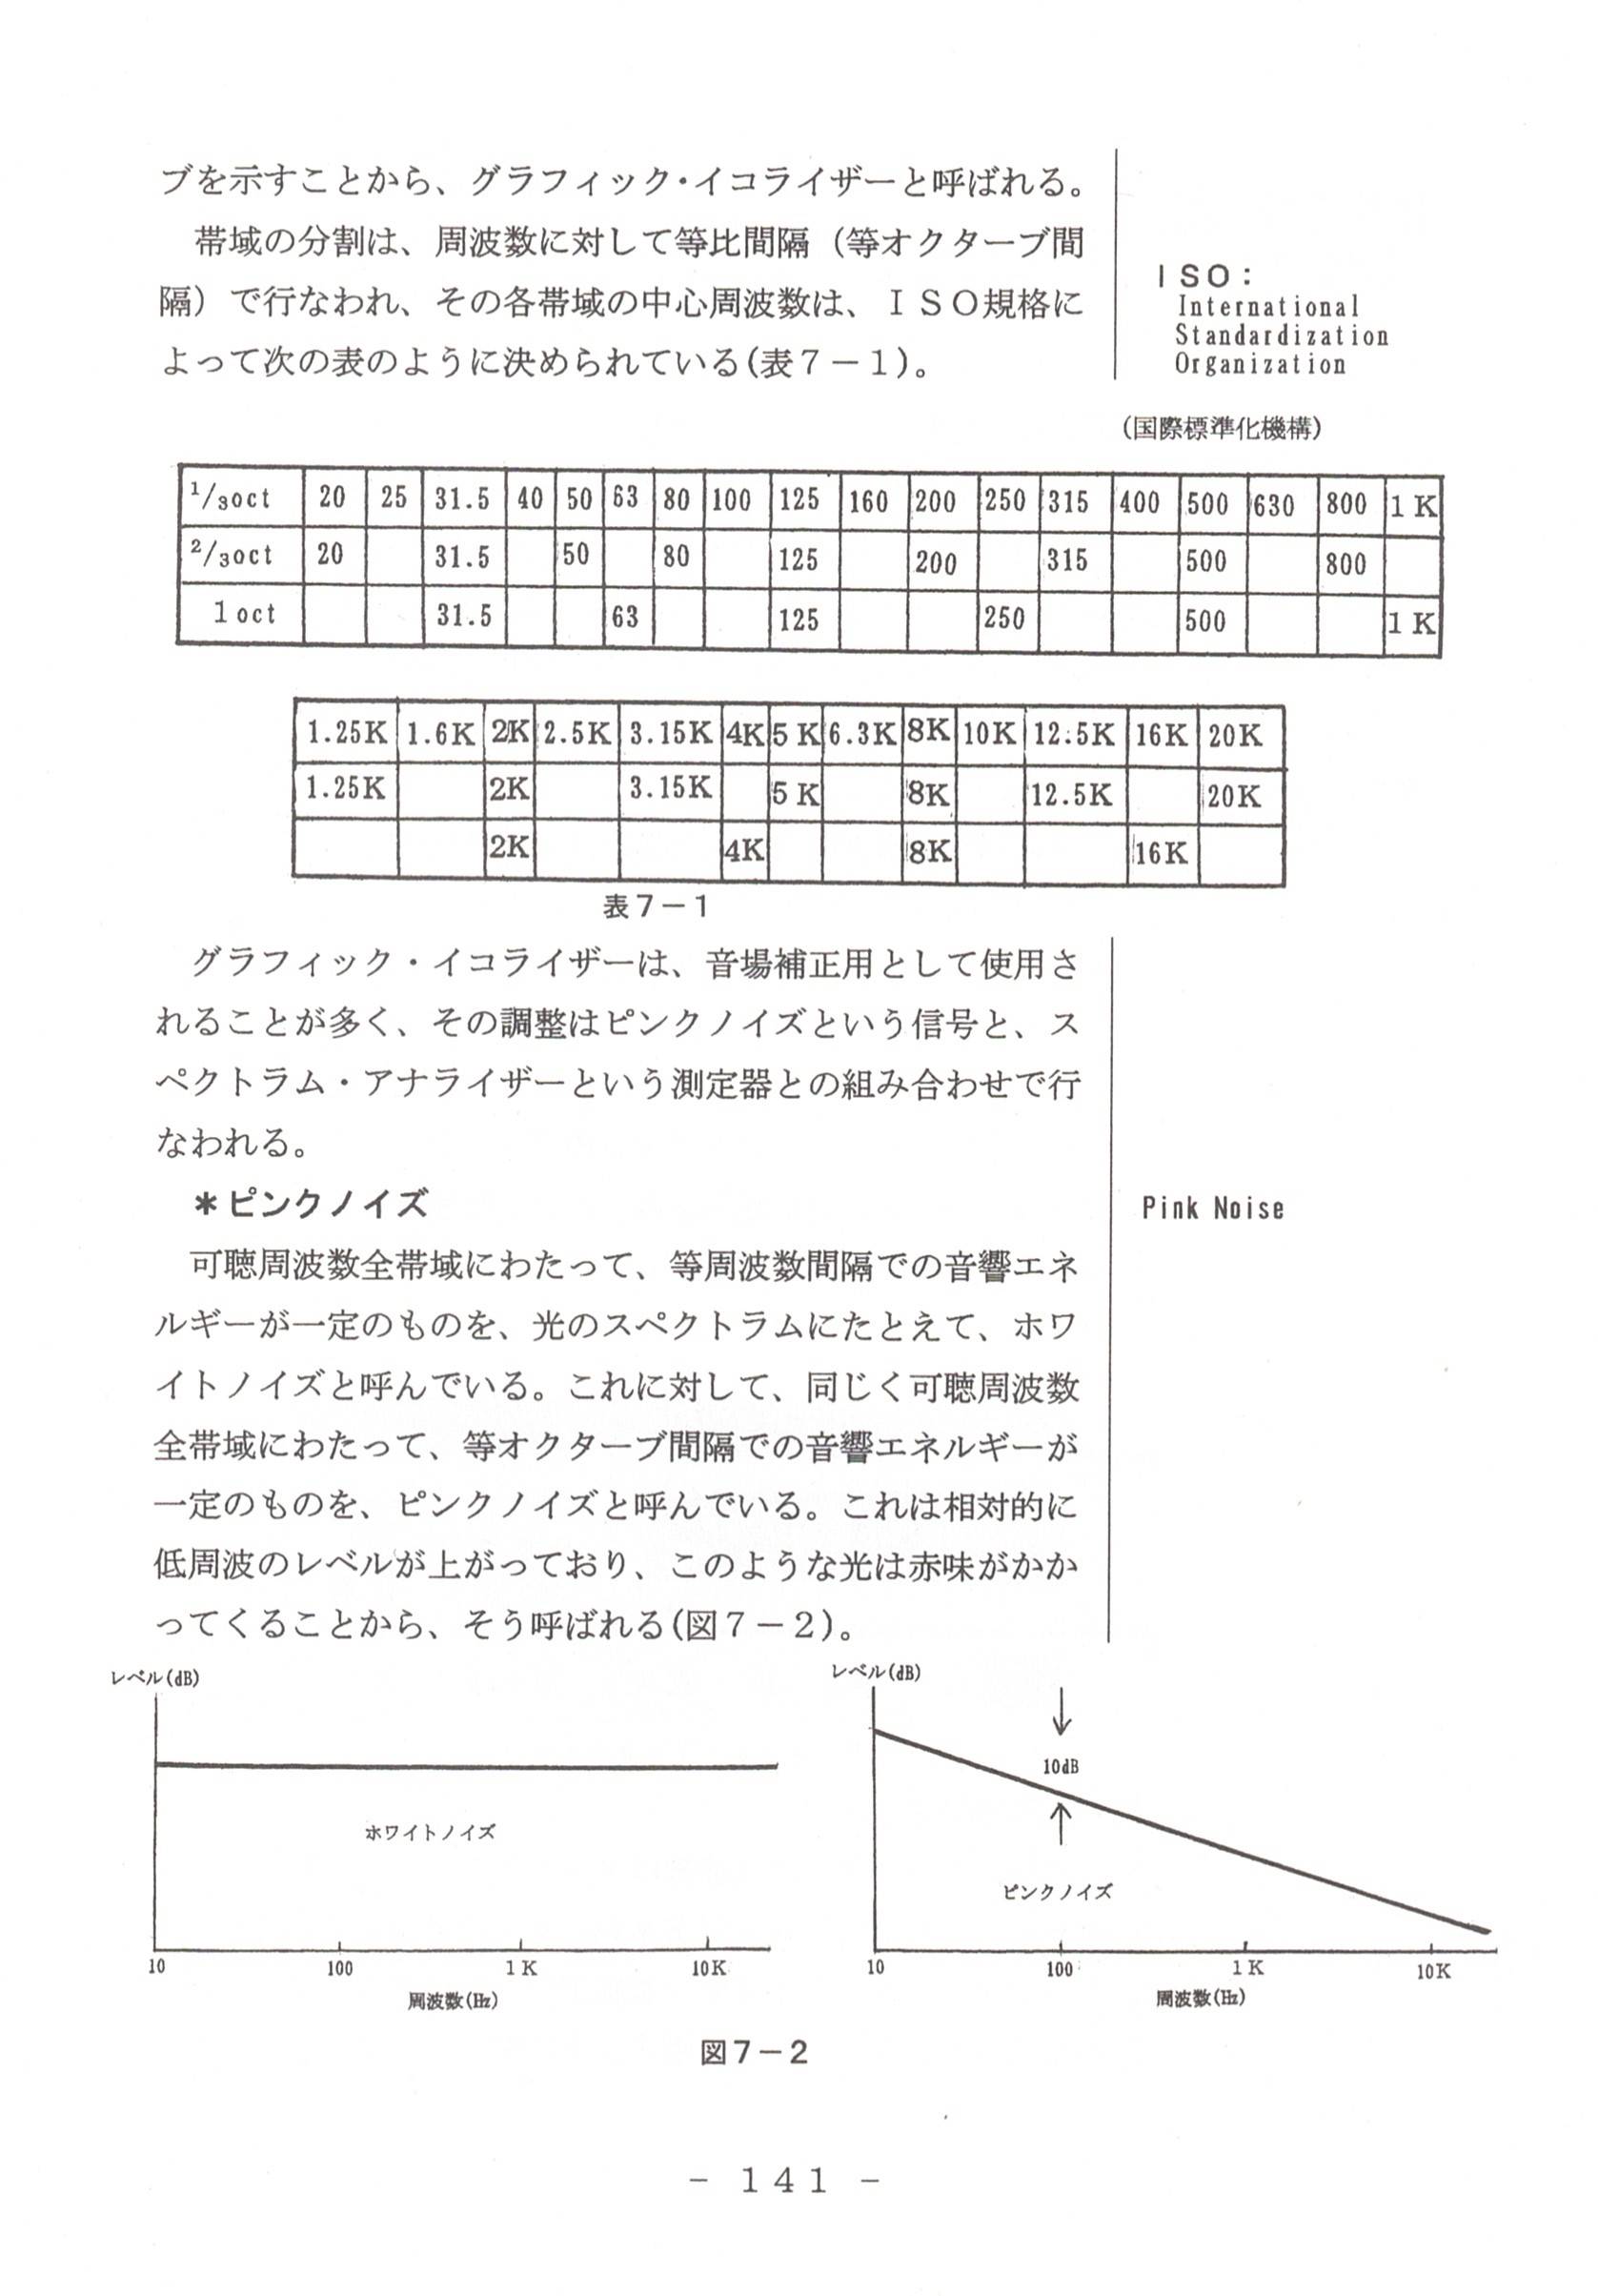 ブを示すことから、グラフィック・イコライザーと呼ばれる。
帯域の分割は、周波数に対して等比間隔（等オクターブ間
隔）で行なわれ、その各帯域の中心周波数は、ＩＳＯ規格に
よって次の表のように決められている(表７－１)。
ISO：
International
Standardization
Organization
(国際標準化機構)
1/3oct 20 25 31.5 40 50 63 80 100 125 160 200 250 315 400 500 630 800 1K
2/3oct 20 31.5 50 80 125 200 315 500 800
1oct 31.5 63 125 250 500 1K
1.25K 1.6K 2K 2.5K 3.15K 4K 5K 6.3K 8K 10K 12.5K 16K 20K
1.25K 2K 3.15K 5K 8K 12.5K 20K
2K 4K 8K 16K
表７－１
グラフィック・イコライザーは、音場補正用として使用さ
れることが多く、その調整はピンクノイズという信号と、ス
ペクトラム・アナライザーという測定器との組み合わせで行
なわれる。
＊ピンクノイズ
Pink Noise
可聴周波数全帯域にわたって、等周波数間隔での音響エネ
ルギーが一定のものを、光のスペクトラムにたとえて、ホワ
イトノイズと呼んでいる。これに対して、同じく可聴周波数
全帯域にわたって、等オクターブ間隔での音響エネルギーが
一定のものを、ピンクノイズと呼んでいる。これは相対的に
低周波のレベルが上がっており、このような光は赤味がかか
ってくることから、そう呼ばれる(図７－２)。
レベル(dB)
ホワイトノイズ
10 100 1K 10K
周波数(Hz)
レベル(dB)
10dB
ピンクノイズ
10 100 1K 10K
周波数(Hz)
図７－２
－ 141 －